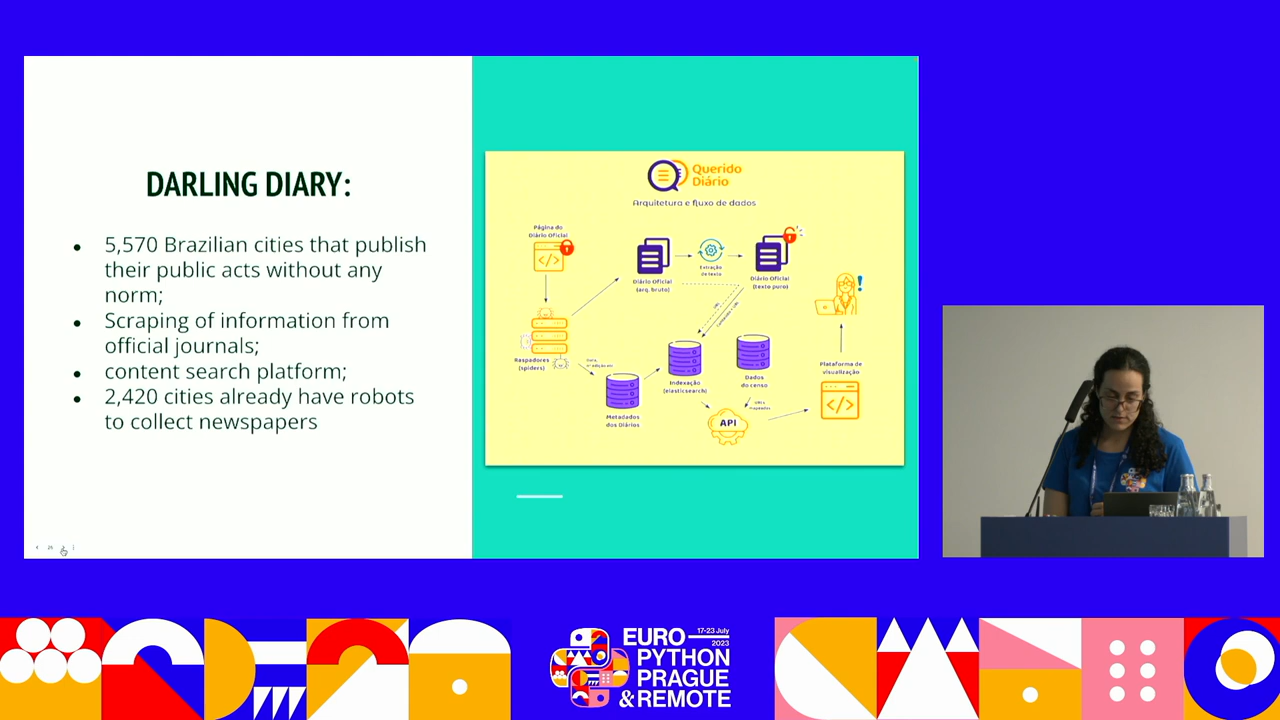 DARLING DIARY:
5,570 Brazilian cities that publish
their public acts without any
norm;
Scraping of information from
official journals;
content search platform;
2,420 cities already have robots
to collect newspapers
Querido
Diário
Arquitetura e fluxo de dados
Página do
Diário Oficial
Diário Oficial
(arq. bruto)
Extração
de texto
Diário Oficial
(texto puro)
Raspadores
(spiders)
Metadados
dos Diários
Indexação
(elasticsearch)
Dados
do censo
API
Plataforma de
visualização
EURO
17-23 July
2023
PYTHON
PRAGUE
&REMOTE